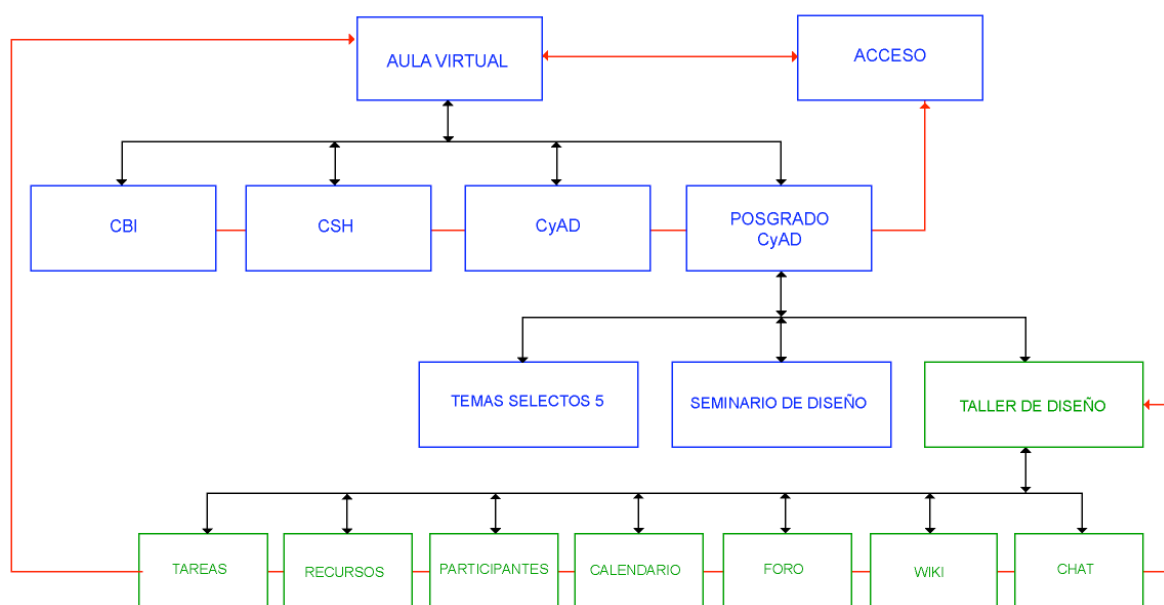 AULA VIRTUAL
ACCESO
CBI
CSH
CyAD
POSGRADO
CyAD
TEMAS SELECTOS 5
SEMINARIO DE DISEÑO
TALLER DE DISEÑO
TAREAS
RECURSOS
PARTICIPANTES
CALENDARIO
FORO
WIKI
CHAT